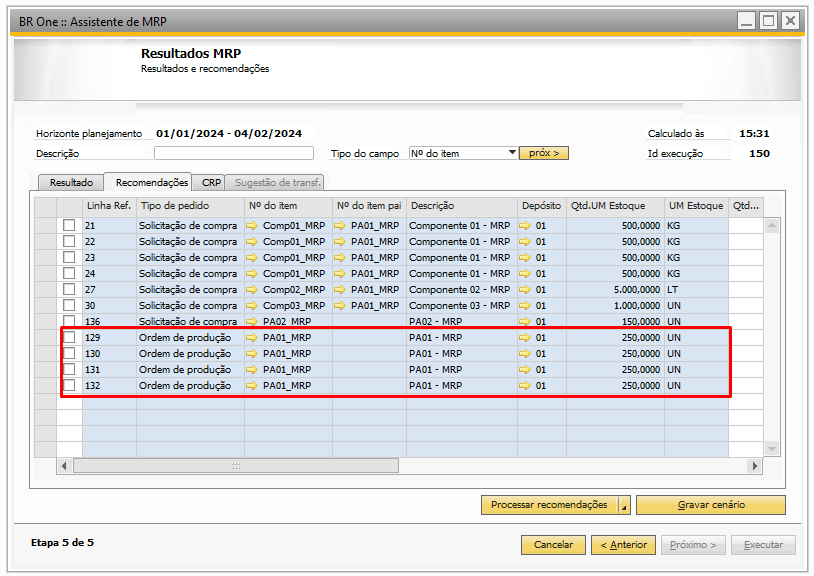 BR One :: Assistente de MRP
Resultados MRP
Resultados e recomendações
Horizonte planejamento 01/01/2024 - 04/02/2024 Calculado às 15:31
Descrição Tipo do campo Nº do item próx > Id execução 150
Resultado Recomendações CRP Sugestão de transf.
Linha Ref. Tipo de pedido Nº do item Nº do item pai Descrição Depósito Qtd.UM Estoque UM Estoque Qtd...
21 Solicitação de compra Comp01_MRP PA01_MRP Componente 01 - MRP 01 500,0000 KG
22 Solicitação de compra Comp01_MRP PA01_MRP Componente 01 - MRP 01 500,0000 KG
23 Solicitação de compra Comp01_MRP PA01_MRP Componente 01 - MRP 01 500,0000 KG
24 Solicitação de compra Comp01_MRP PA01_MRP Componente 01 - MRP 01 500,0000 KG
27 Solicitação de compra Comp02_MRP PA01_MRP Componente 02 - MRP 01 5.000,0000 LT
30 Solicitação de compra Comp03_MRP PA01_MRP Componente 03 - MRP 01 1.000,0000 UN
136 Solicitação de compra PA02_MRP PA02 - MRP 01 150,0000 UN
129 Ordem de produção PA01_MRP PA01 - MRP 01 250,0000 UN
130 Ordem de produção PA01_MRP PA01 - MRP 01 250,0000 UN
131 Ordem de produção PA01_MRP PA01 - MRP 01 250,0000 UN
132 Ordem de produção PA01_MRP PA01 - MRP 01 250,0000 UN
Processar recomendações Gravar cenário
Etapa 5 de 5 Cancelar < Anterior Próximo > Executar